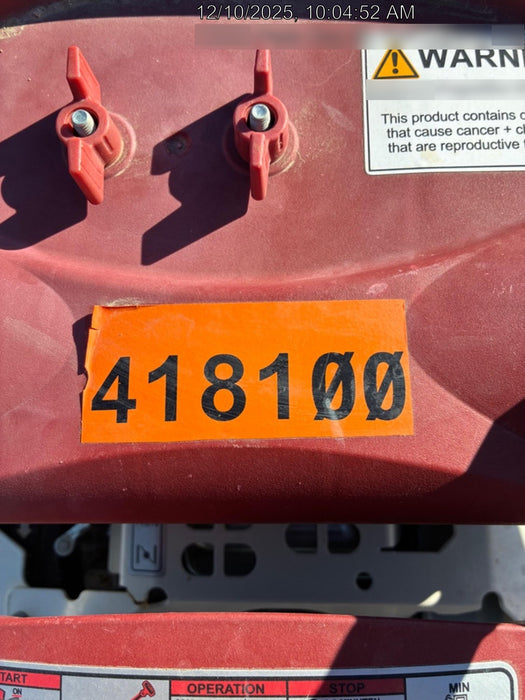 12/10/2025, 10:04:52 AM
WARN
This product contains
that cause cancer +
that are reproductive
4181ØØ
Z
START
ON
OPERATION
STOP
MIN